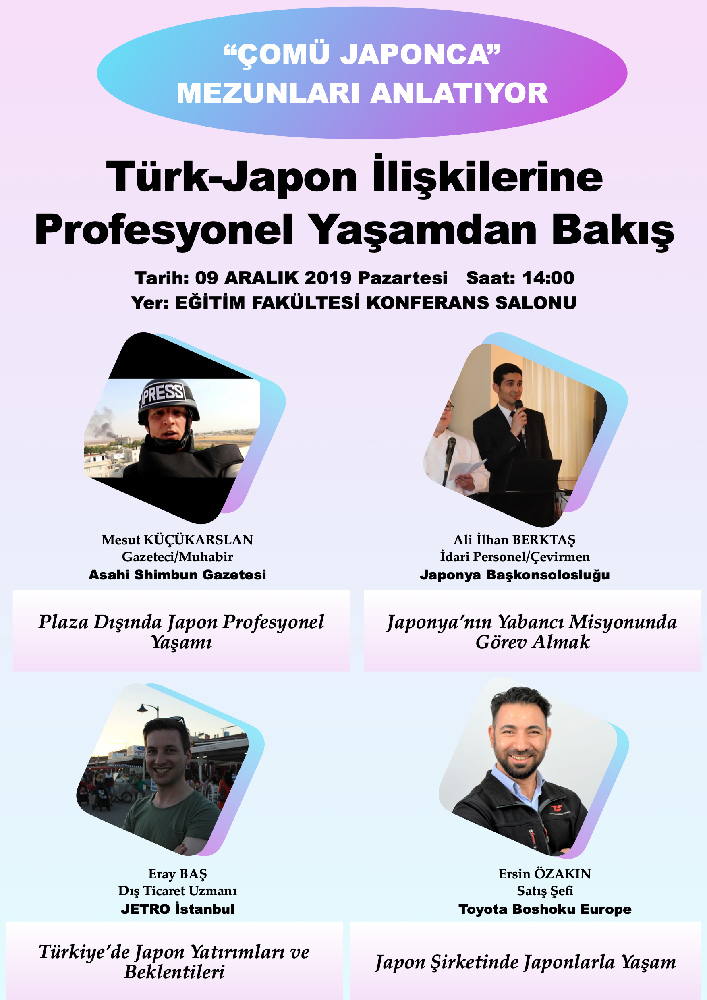 “ÇOMÜ JAPONCA”
MEZUNLARI ANLATIYOR
Türk-Japon İlişkilerine
Profesyonel Yaşamdan Bakış
Tarih: 09 ARALIK 2019 Pazartesi Saat: 14:00
Yer: EĞİTİM FAKÜLTESİ KONFERANS SALONU
PRESS
Mesut KÜÇÜKARSLAN
Gazeteci/Muhabir
Asahi Shimbun Gazetesi
Ali İlhan BERKTAŞ
İdari Personel/Çevirmen
Japonya Başkonsolosluğu
Plaza Dışında Japon Profesyonel
Yaşamı
Japonya’nın Yabancı Misyonunda
Görev Almak
Eray BAŞ
Dış Ticaret Uzmanı
JETRO İstanbul
Ersin ÖZAKIN
Satış Şefi
Toyota Boshoku Europe
Türkiye’de Japon Yatırımları ve
Beklentileri
Japon Şirketinde Japonlarla Yaşam